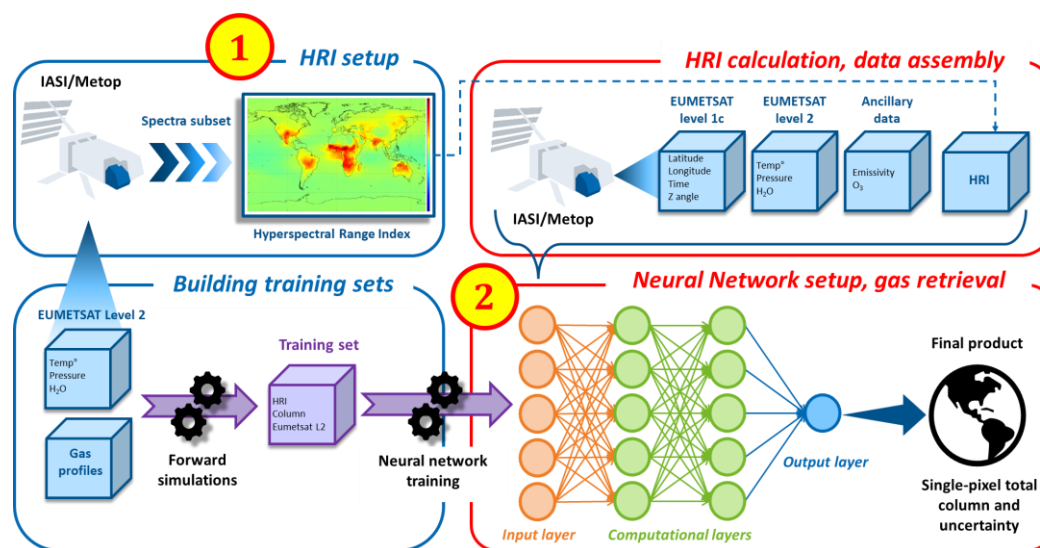 1
HRI setup
IASI/Metop
Spectra subset
Hyperspectral Range Index
HRI calculation, data assembly
EUMETSAT
level 1c
EUMETSAT
level 2
Ancillary
data
Latitude
Longitude
Time
Z angle
Temp°
Pressure
H₂O
Emissivity
O₃
HRI
IASI/Metop
Building training sets
EUMETSAT Level 2
Temp°
Pressure
H₂O
Gas
profiles
Forward
simulations
Training set
HRI
Column
Eumetsat L2
Neural network
training
2
Neural Network setup, gas retrieval
Input layer
Computational layers
Output layer
Final product
Single-pixel total
column and
uncertainty